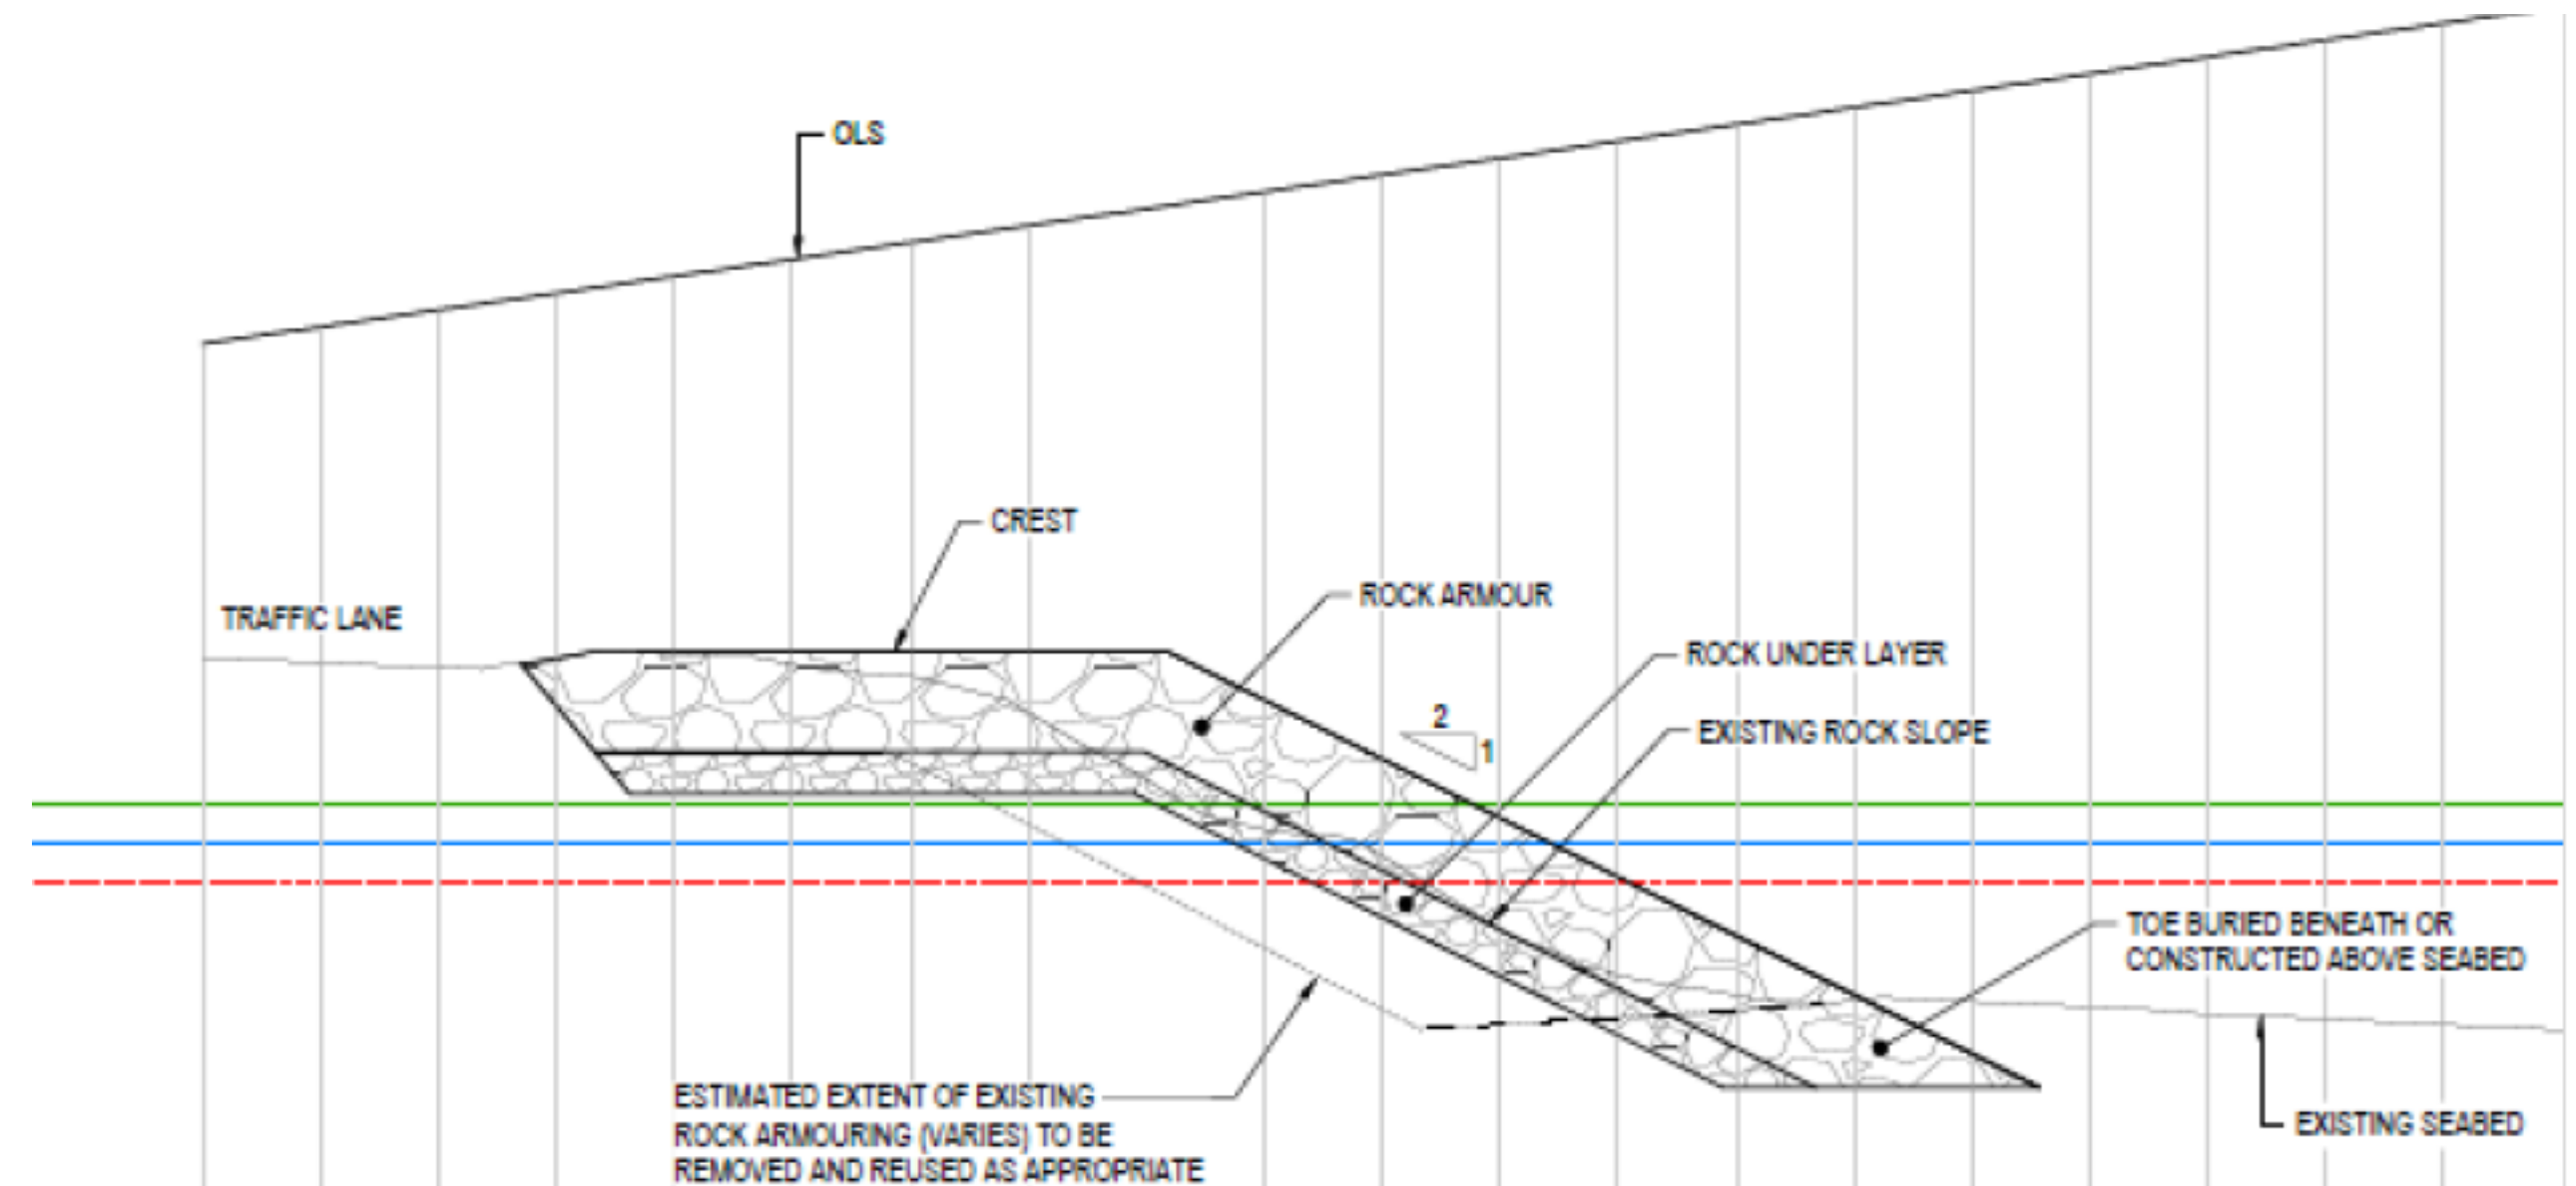 OLS
CREST
TRAFFIC LANE
ROCK ARMOUR
ROCK UNDER LAYER
2
1
EXISTING ROCK SLOPE
TOE BURIED BENEATH OR
CONSTRUCTED ABOVE SEABED
ESTIMATED EXTENT OF EXISTING
ROCK ARMOURING (VARIES) TO BE
REMOVED AND REUSED AS APPROPRIATE
EXISTING SEABED